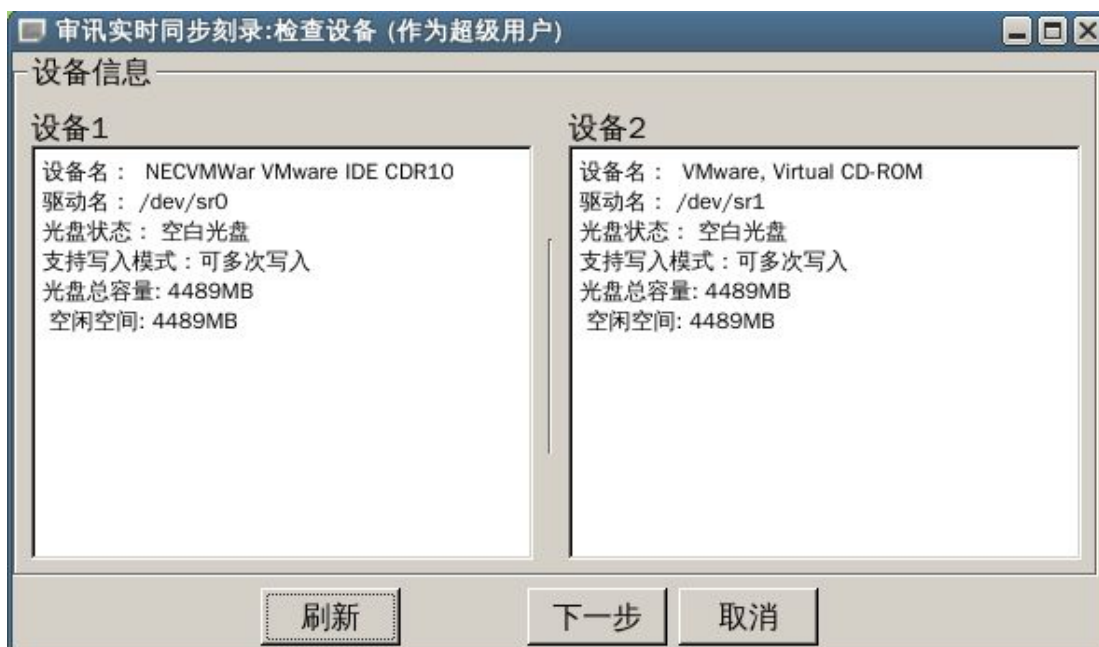 审讯实时同步刻录:检查设备 (作为超级用户)
设备信息
设备1
设备名： NECVMWar VMware IDE CDR10
驱动名： /dev/sr0
光盘状态： 空白光盘
支持写入模式：可多次写入
光盘总容量: 4489MB
空闲空间: 4489MB
设备2
设备名： VMware, Virtual CD-ROM
驱动名： /dev/sr1
光盘状态： 空白光盘
支持写入模式：可多次写入
光盘总容量: 4489MB
空闲空间: 4489MB
刷新 下一步 取消